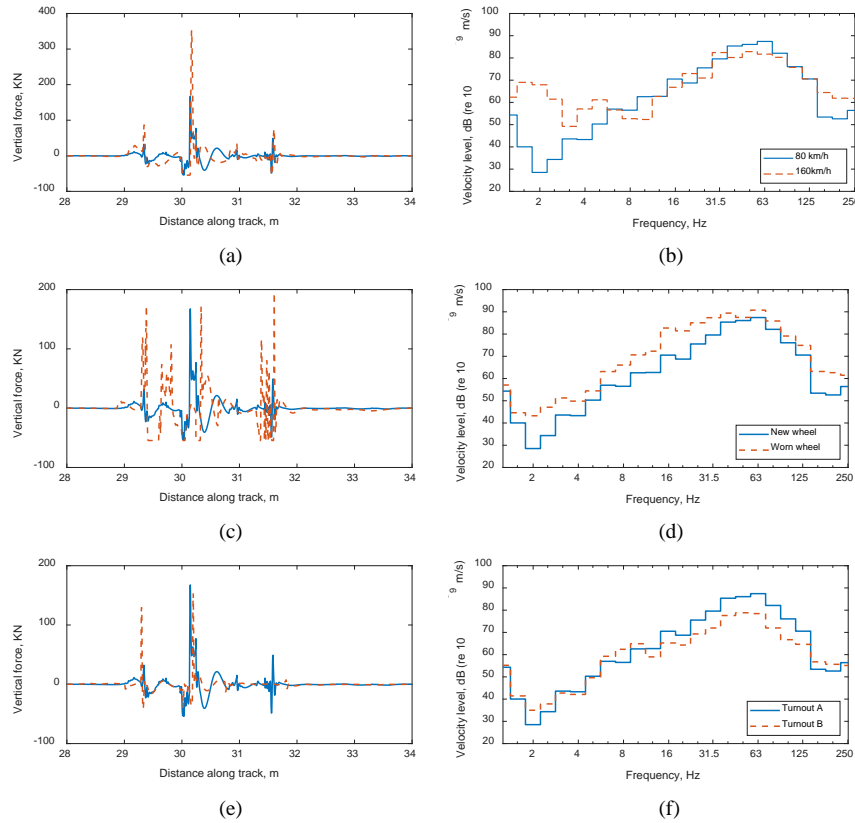 400
300
200
100
0
-100
28 29 30 31 32 33 34
Vertical force, KN
Distance along track, m
(a)
100
90
80
70
60
50
40
30
20
2 4 8 16 31.5 63 125 250
Velocity level, dB (re 10⁻⁹ m/s)
Frequency, Hz
80 km/h
160km/h
(b)
200
100
0
-100
28 29 30 31 32 33 34
Vertical force, KN
Distance along track, m
(c)
100
90
80
70
60
50
40
30
20
2 4 8 16 31.5 63 125 250
Velocity level, dB (re 10⁻⁹ m/s)
Frequency, Hz
New wheel
Worn wheel
(d)
200
100
0
-100
28 29 30 31 32 33 34
Vertical force, KN
Distance along track, m
(e)
100
90
80
70
60
50
40
30
20
2 4 8 16 31.5 63 125 250
Velocity level, dB (re 10⁻⁹ m/s)
Frequency, Hz
Turnout A
Turnout B
(f)